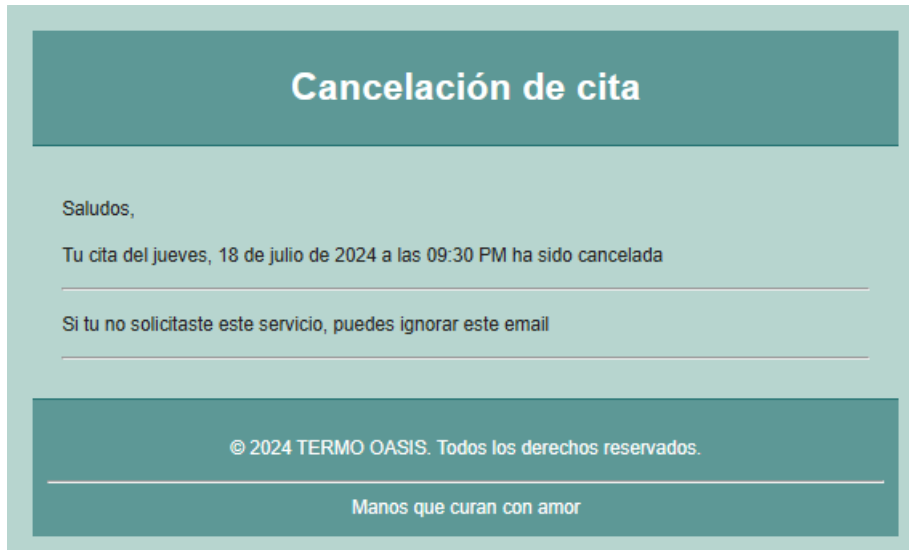 Cancelación de cita
Saludos,
Tu cita del jueves, 18 de julio de 2024 a las 09:30 PM ha sido cancelada
Si tu no solicitaste este servicio, puedes ignorar este email
© 2024 TERMO OASIS. Todos los derechos reservados.
Manos que curan con amor